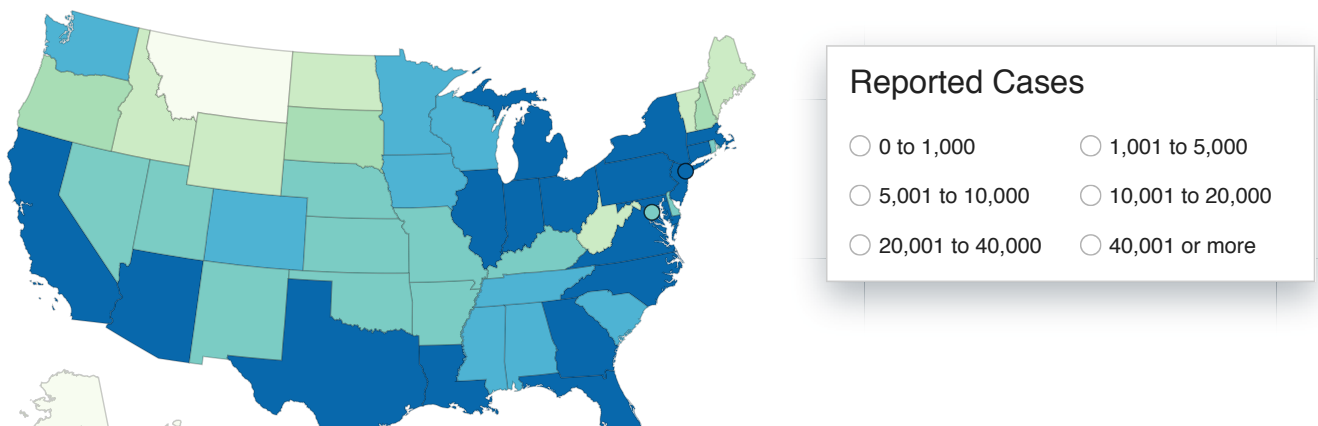 Reported Cases
0 to 1,000 1,001 to 5,000
5,001 to 10,000 10,001 to 20,000
20,001 to 40,000 40,001 or more